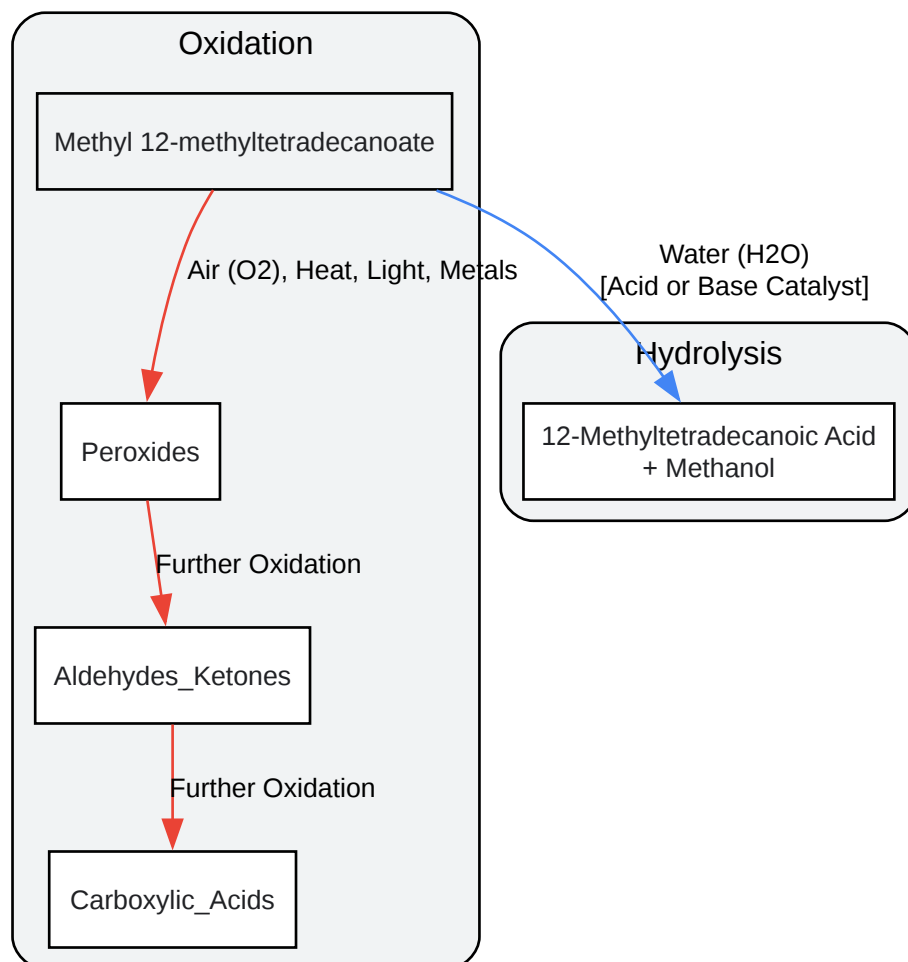 Oxidation
Methyl 12-methyltetradecanoate
Air (O2), Heat, Light, Metals
Water (H2O)
[Acid or Base Catalyst]
Hydrolysis
Peroxides
12-Methyltetradecanoic Acid
+ Methanol
Further Oxidation
Aldehydes_Ketones
Further Oxidation
Carboxylic_Acids